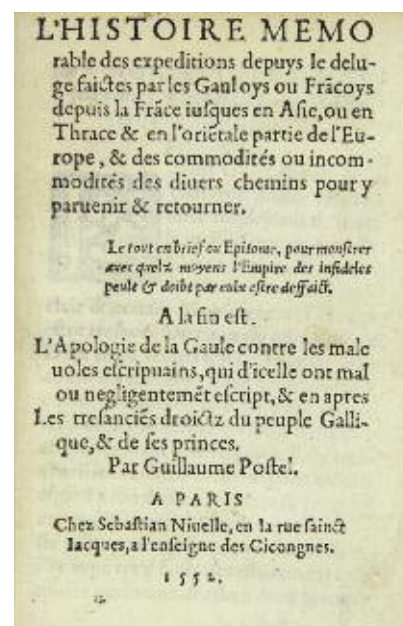 L'HISTOIRE MEMO
rable des expeditions depuys le delu-
ge faictes par les Gauloys ou Frãcoys
depuis la Frãce iuſques en Aſie, ou en
Thrace & en l'oriẽtale partie de l'Eu-
rope, & des commodités ou incom-
modités des diuers chemins pour y
paruenir & retourner.
Le tout en brief ou Epitome, pour monſtrer
auec quelz moyens l'Empire des infideles
peult & doibt par eulx eſtre deffaict.
A la fin eſt.
L'Apologie de la Gaule contre les male
uoles eſcripuains, qui d'icelle ont mal
ou negligentemẽt eſcript, & en apres
Les treſanciẽs droictz du peuple Galli-
que, & de ſes princes.
Par Guillaume Poſtel.
A PARIS
Chez Sebaſtian Niuelle, en la rue ſainct
Iacques, a l'enſeigne des Cicongnes.
1552.